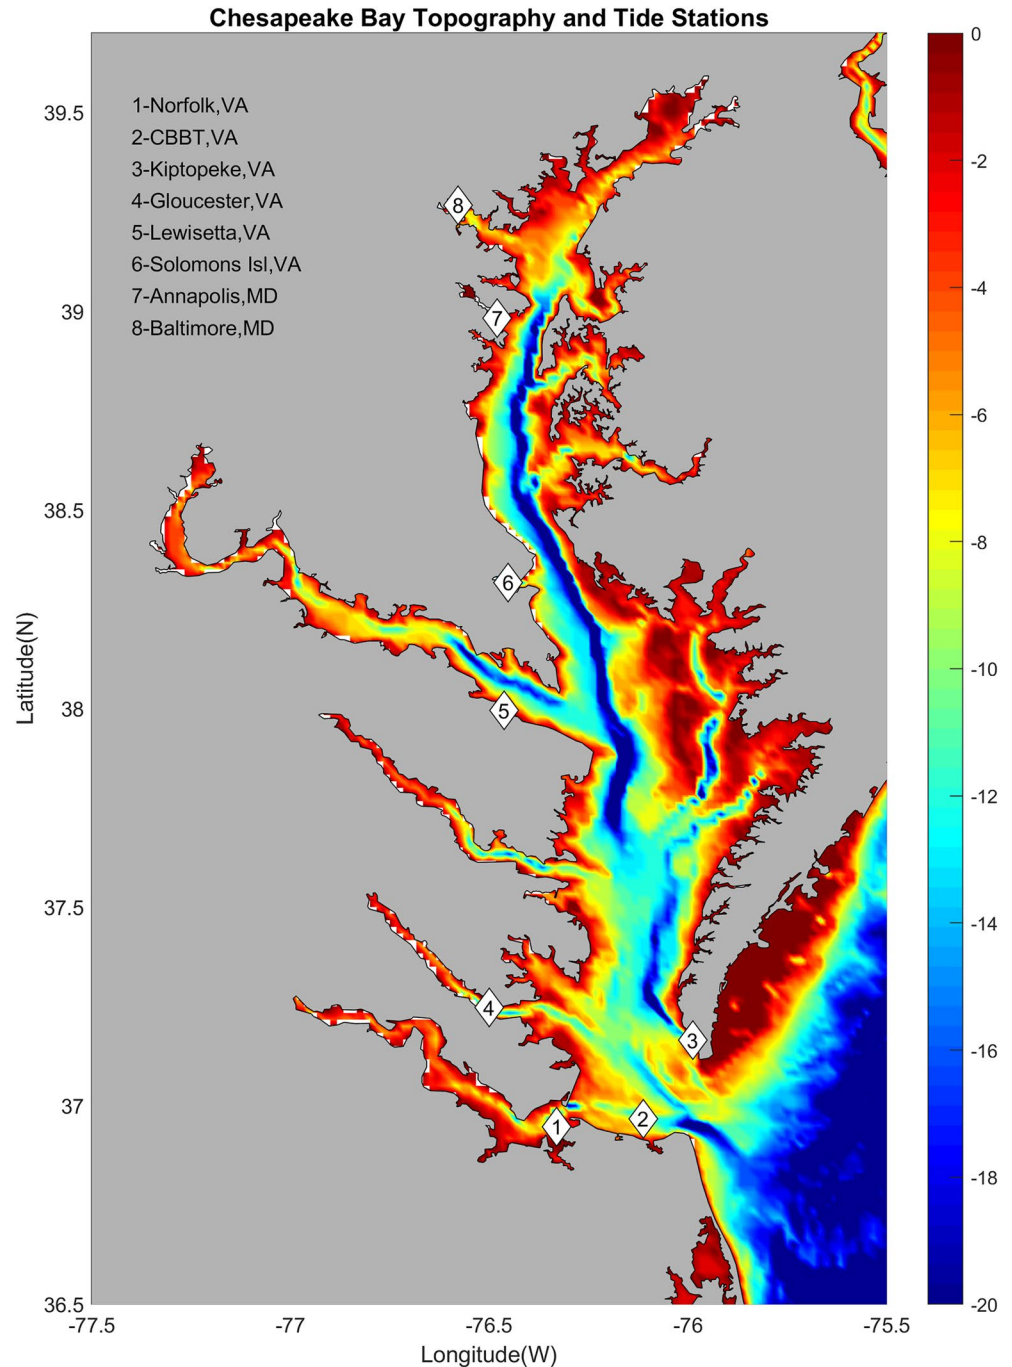 Chesapeake Bay Topography and Tide Stations
1-Norfolk,VA
2-CBBT,VA
3-Kiptopeke,VA
4-Gloucester,VA
5-Lewisetta,VA
6-Solomons Isl,VA
7-Annapolis,MD
8-Baltimore,MD
8
7
6
5
4
3
2
1
39.5
39
38.5
38
37.5
37
36.5
Latitude(N)
-77.5 -77 -76.5 -76 -75.5
Longitude(W)
0
-2
-4
-6
-8
-10
-12
-14
-16
-18
-20